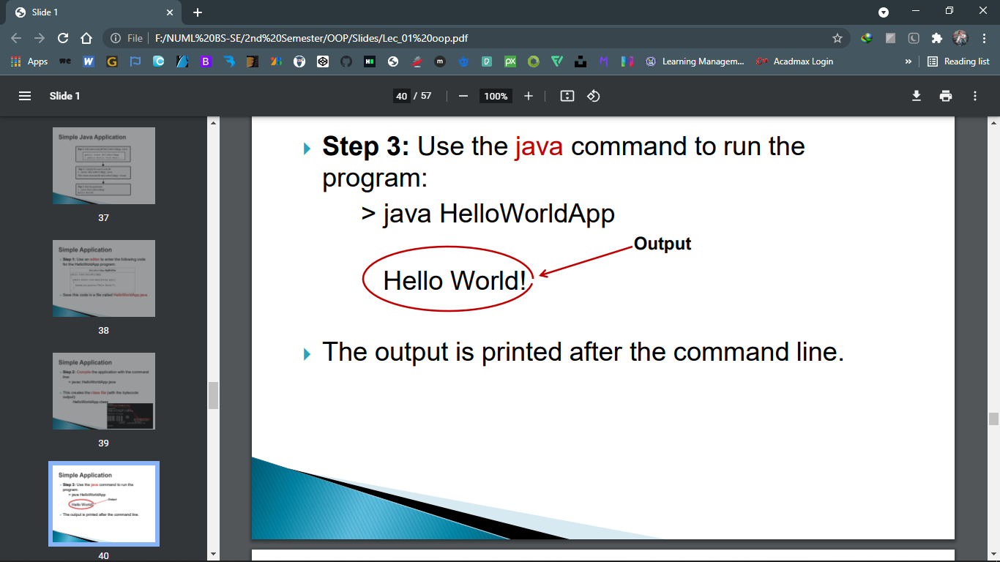 Slide 1
File
F:/NUML%20BS-SE/2nd%20Semester/OOP/Slides/Lec_01%20oop.pdf
Apps
Learning Managem...
Acadmax Login
»
Reading list
Slide 1
40 / 57
100%
Simple Java Application
37
Simple Application
Step 1: Use an editor to enter the following code
for the HelloWorldApp program:
Save this code in a file called HelloWorldApp.java
38
Simple Application
Step 2: Compile the application with the command
line:
> javac HelloWorldApp.java
This creates the class file (with the bytecode
output):
HelloWorldApp.class
39
Simple Application
Step 3: Use the java command to run the
program:
> java HelloWorldApp
Output
Hello World!
The output is printed after the command line.
40
Step 3: Use the java command to run the
program:
> java HelloWorldApp
Output
Hello World!
The output is printed after the command line.